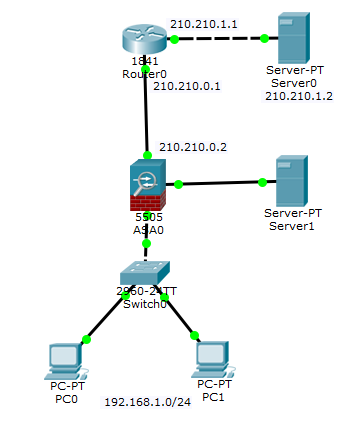 210.210.1.1
1841
Router0
Server-PT
Server0
210.210.1.2
210.210.0.1
210.210.0.2
5505
ASA0
Server-PT
Server1
2960-24TT
Switch0
PC-PT
PC0
PC-PT
PC1
192.168.1.0/24